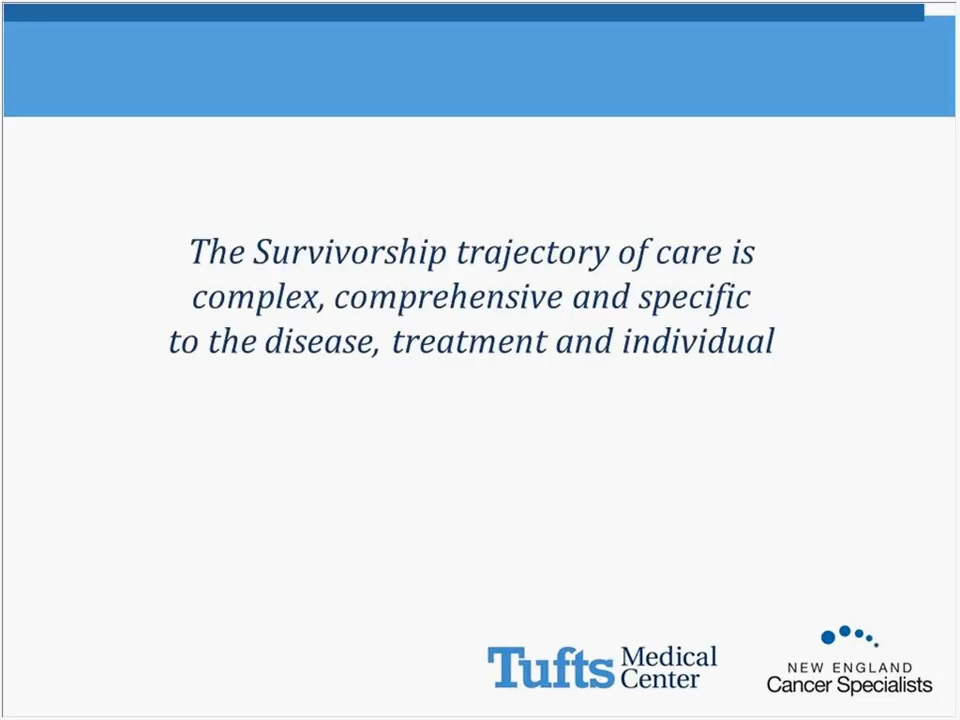 The Survivorship trajectory of care is
complex, comprehensive and specific
to the disease, treatment and individual
Tufts Medical Center
NEW ENGLAND
Cancer Specialists